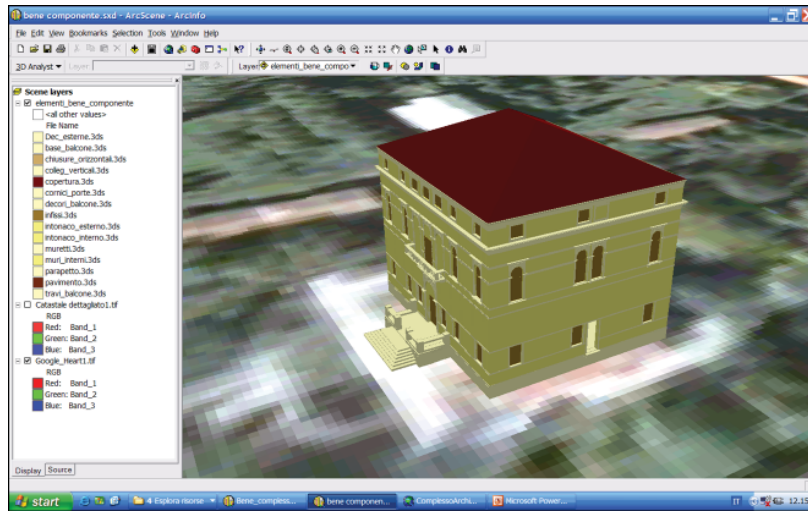 bene componente.sxd - ArcScene - ArcInfo
File Edit View Bookmarks Selection Tools Window Help
3D Analyst Layer: Layer elementi_bene_compo
Scene layers
elementi_bene_componente
<all other values>
File Name
Dec_esterne.3ds
base_balcone.3ds
chiusure_orizzontali.3ds
colleg_verticali.3ds
copertura.3ds
cornici_porte.3ds
decori_balcone.3ds
infissi.3ds
intonaco_esterno.3ds
intonaco_interno.3ds
muretti.3ds
muri_interni.3ds
parapetto.3ds
pavimento.3ds
travi_balcone.3ds
Catastale dettagliato1.tif
RGB
Red: Band_1
Green: Band_2
Blue: Band_3
Google_Heart1.tif
RGB
Red: Band_1
Green: Band_2
Blue: Band_3
Display Source
start 4 Esplora risorse Bene_compless... bene componen... ComplessoArchi... Microsoft Power... IT 12.15